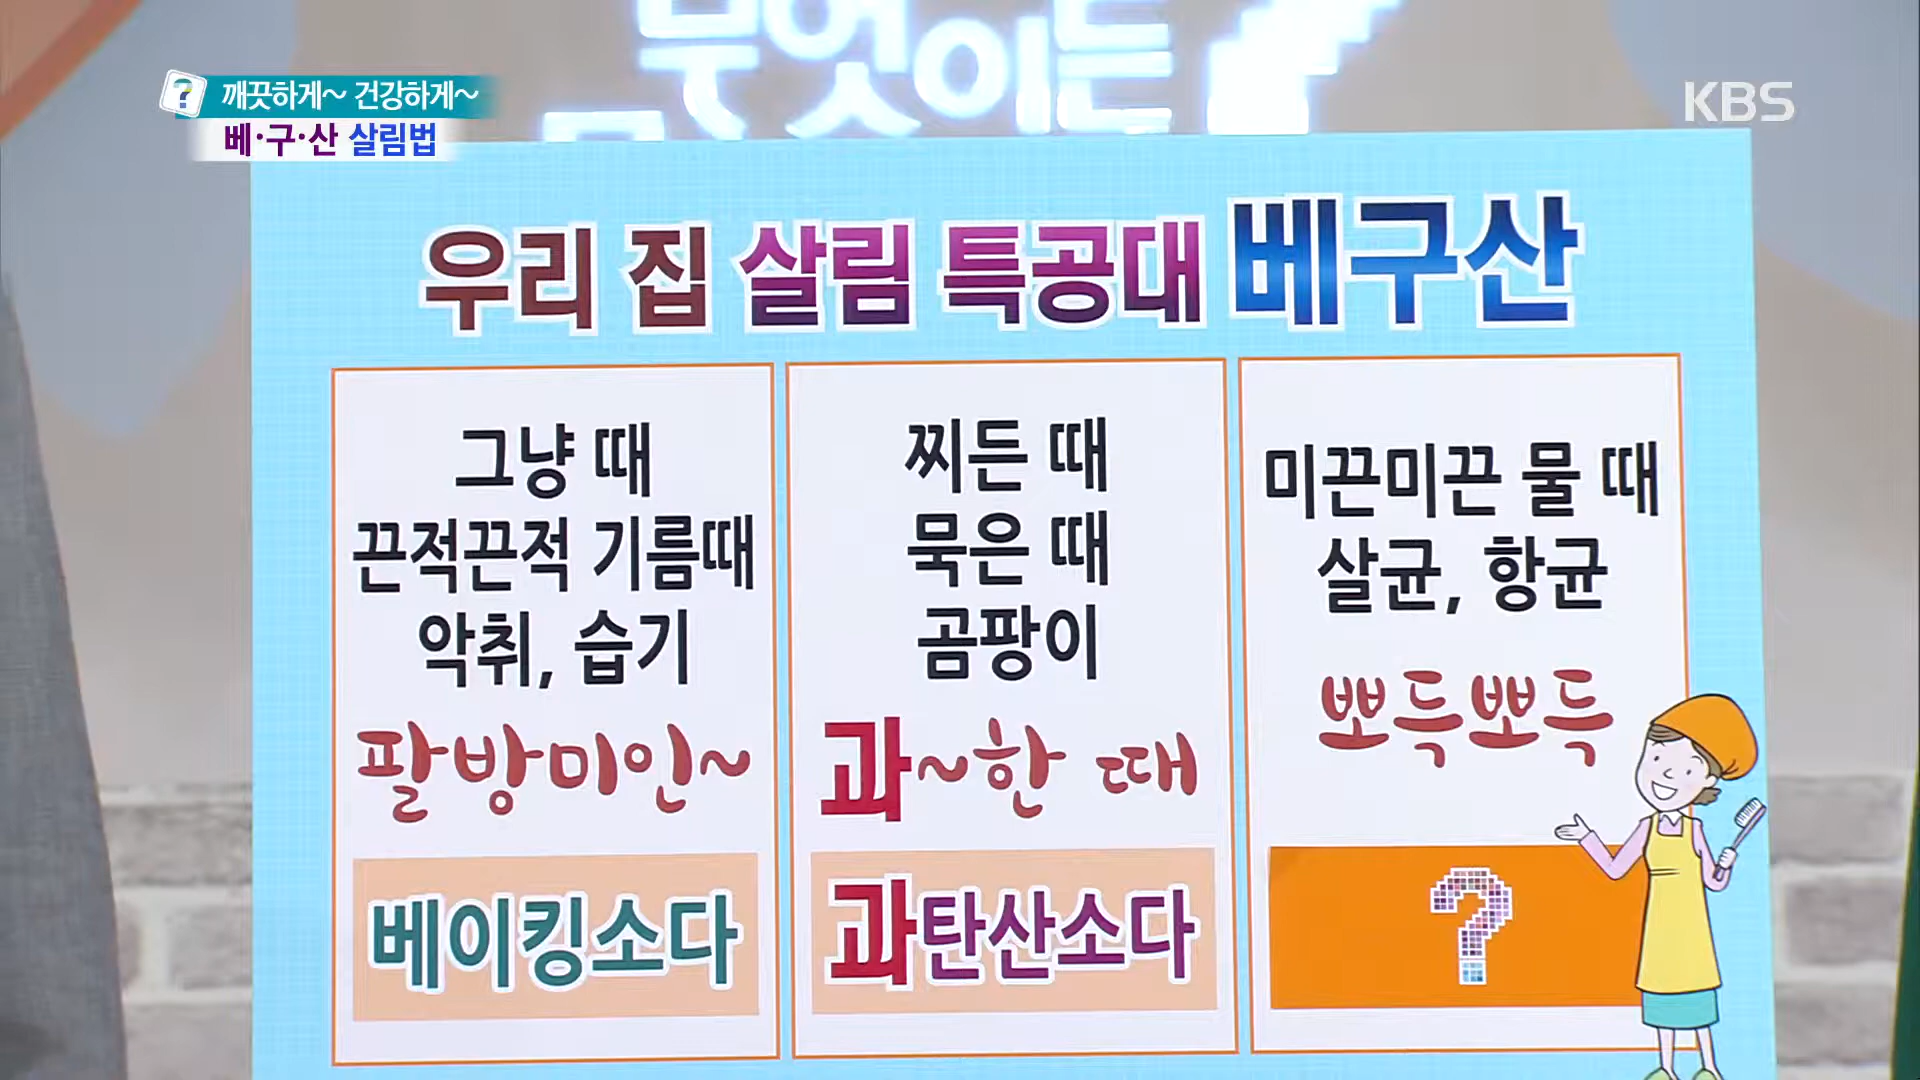 무엇이든
?
깨끗하게~ 건강하게~
KBS
베·구·산 살림법
우리 집 살림 특공대 베구산
그냥 때
끈적끈적 기름때
악취, 습기
팔방미인~
베이킹소다
찌든 때
묵은 때
곰팡이
과~한 때
과탄산소다
미끈미끈 물 때
살균, 항균
뽀득뽀득
?